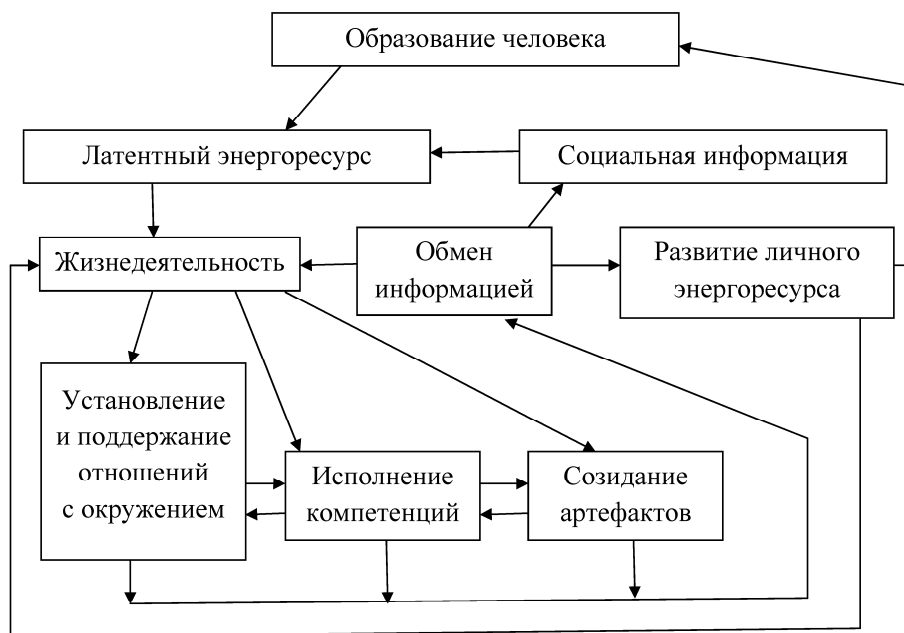 Образование человека
Латентный энергоресурс
Социальная информация
Жизнедеятельность
Обмен
информацией
Развитие личного
энергоресурса
Установление
и поддержание
отношений
с окружением
Исполнение
компетенций
Созидание
артефактов